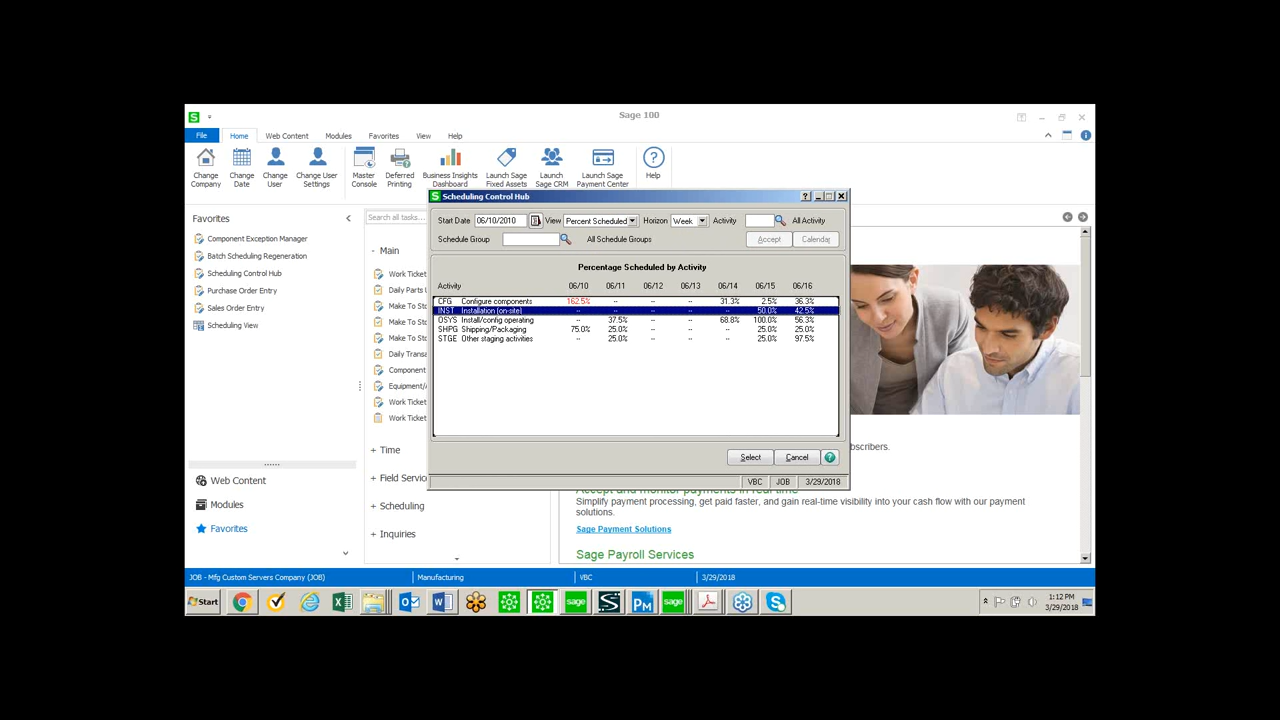 Sage 100
File Home Web Content Modules Favorites View Help
Change Company
Change Date
Change User
Change User Settings
Master Console
Deferred Printing
Business Insights Dashboard
Launch Sage Fixed Assets
Launch Sage CRM
Launch Sage Payment Center
Help
Favorites
Component Exception Manager
Batch Scheduling Regeneration
Scheduling Control Hub
Purchase Order Entry
Sales Order Entry
Scheduling View
Web Content
Modules
Favorites
Search all tasks...
- Main
Work Ticket
Daily Parts
Make To Sto
Make To Sto
Make To Sto
Daily Transa
Component
Equipment/
Work Ticket
Work Ticket
+ Time
+ Field Servic
+ Scheduling
+ Inquiries
Scheduling Control Hub
Start Date 06/10/2010 View Percent Scheduled Horizon Week Activity All Activity
Schedule Group All Schedule Groups Accept Calendar
Percentage Scheduled by Activity
Activity 06/10 06/11 06/12 06/13 06/14 06/15 06/16
CFG Configure components 162.5% -- -- -- 31.3% 2.5% 36.3%
INST Installation (on-site) -- -- -- -- -- 50.0% 42.5%
OSYS Install/config operating -- 37.5% -- -- 68.8% 100.0% 56.3%
SHPG Shipping/Packaging 75.0% 25.0% -- -- -- 25.0% 25.0%
STGE Other staging activities -- 25.0% -- -- -- 25.0% 97.5%
Select Cancel
VBC JOB 3/29/2018
bscribers.
Accept and monitor payments in real-time
Simplify payment processing, get paid faster, and gain real-time visibility into your cash flow with our payment
solutions.
Sage Payment Solutions
Sage Payroll Services
JOB - Mfg Custom Servers Company (JOB) Manufacturing VBC 3/29/2018
Start
sage
Pm
sage
1:12 PM
3/29/2018